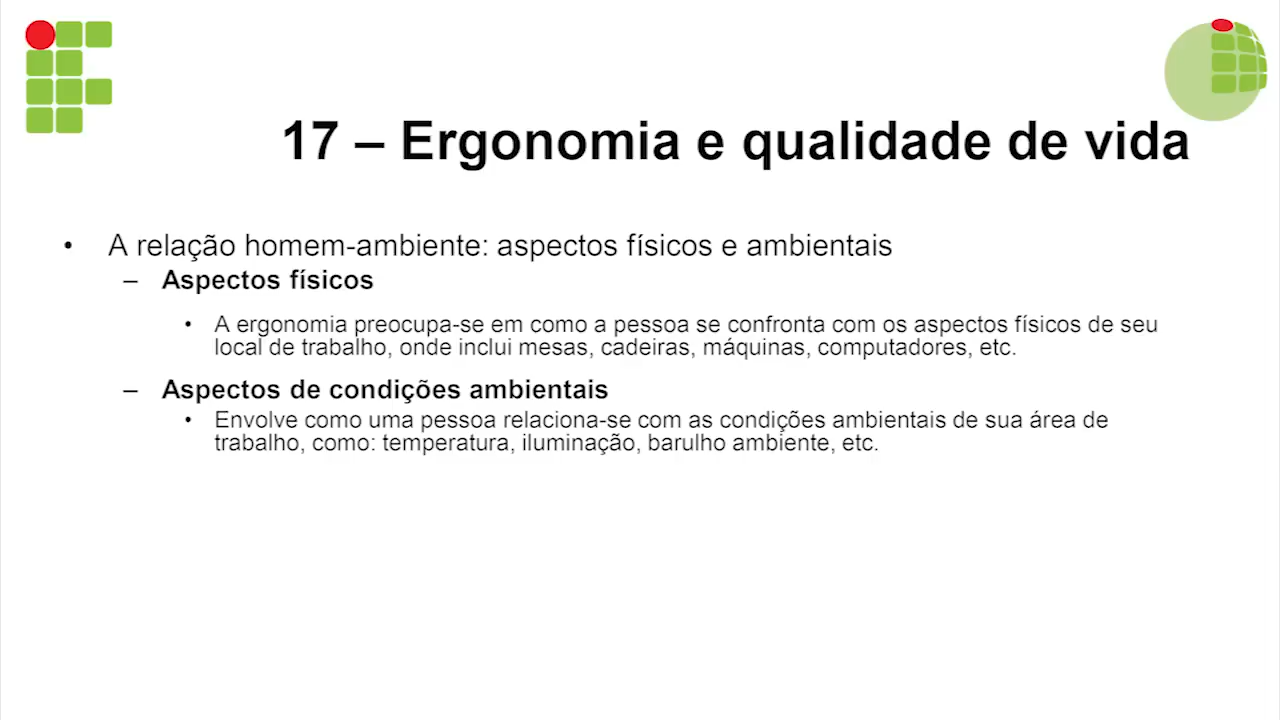 17 – Ergonomia e qualidade de vida
• A relação homem-ambiente: aspectos físicos e ambientais
– Aspectos físicos
• A ergonomia preocupa-se em como a pessoa se confronta com os aspectos físicos de seu
local de trabalho, onde inclui mesas, cadeiras, máquinas, computadores, etc.
– Aspectos de condições ambientais
• Envolve como uma pessoa relaciona-se com as condições ambientais de sua área de
trabalho, como: temperatura, iluminação, barulho ambiente, etc.